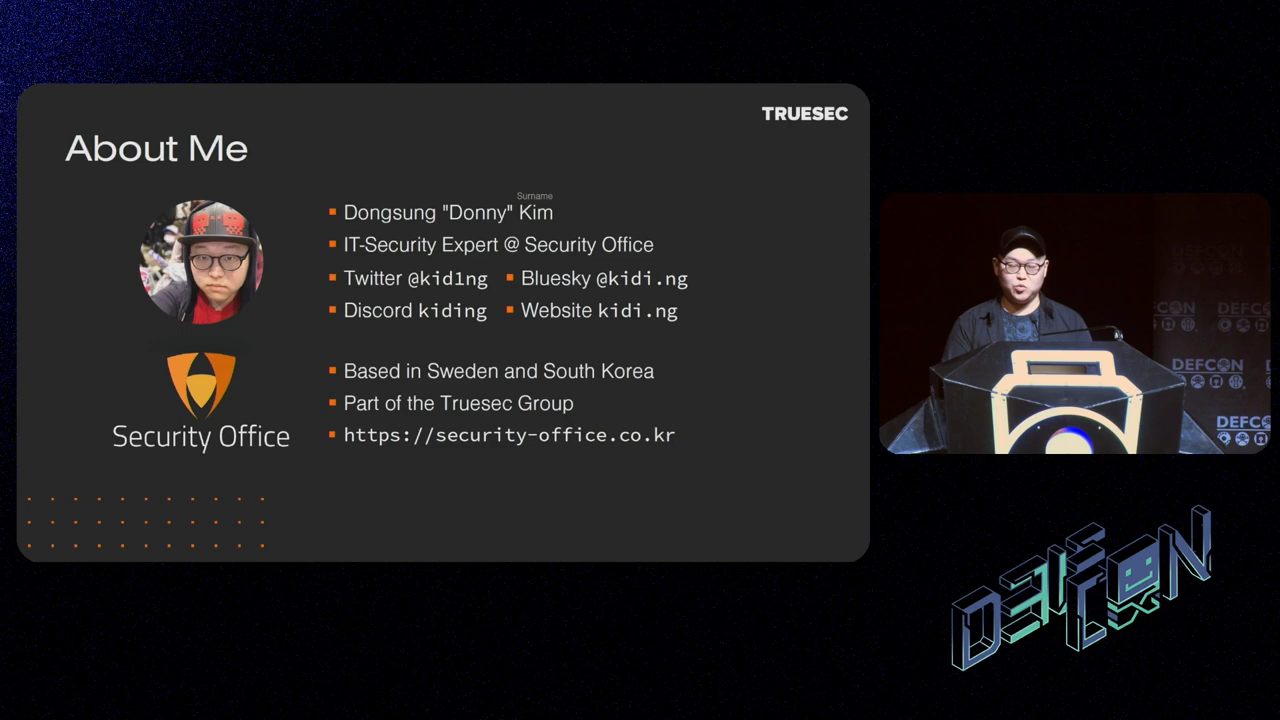 TRUESEC
About Me
Surname
Dongsung "Donny" Kim
IT-Security Expert @ Security Office
Twitter @kid1ng
Bluesky @kidi.ng
Discord kiding
Website kidi.ng
Security Office
Based in Sweden and South Korea
Part of the Truesec Group
https://security-office.co.kr
DEFCON
DEFCON
DEFCON